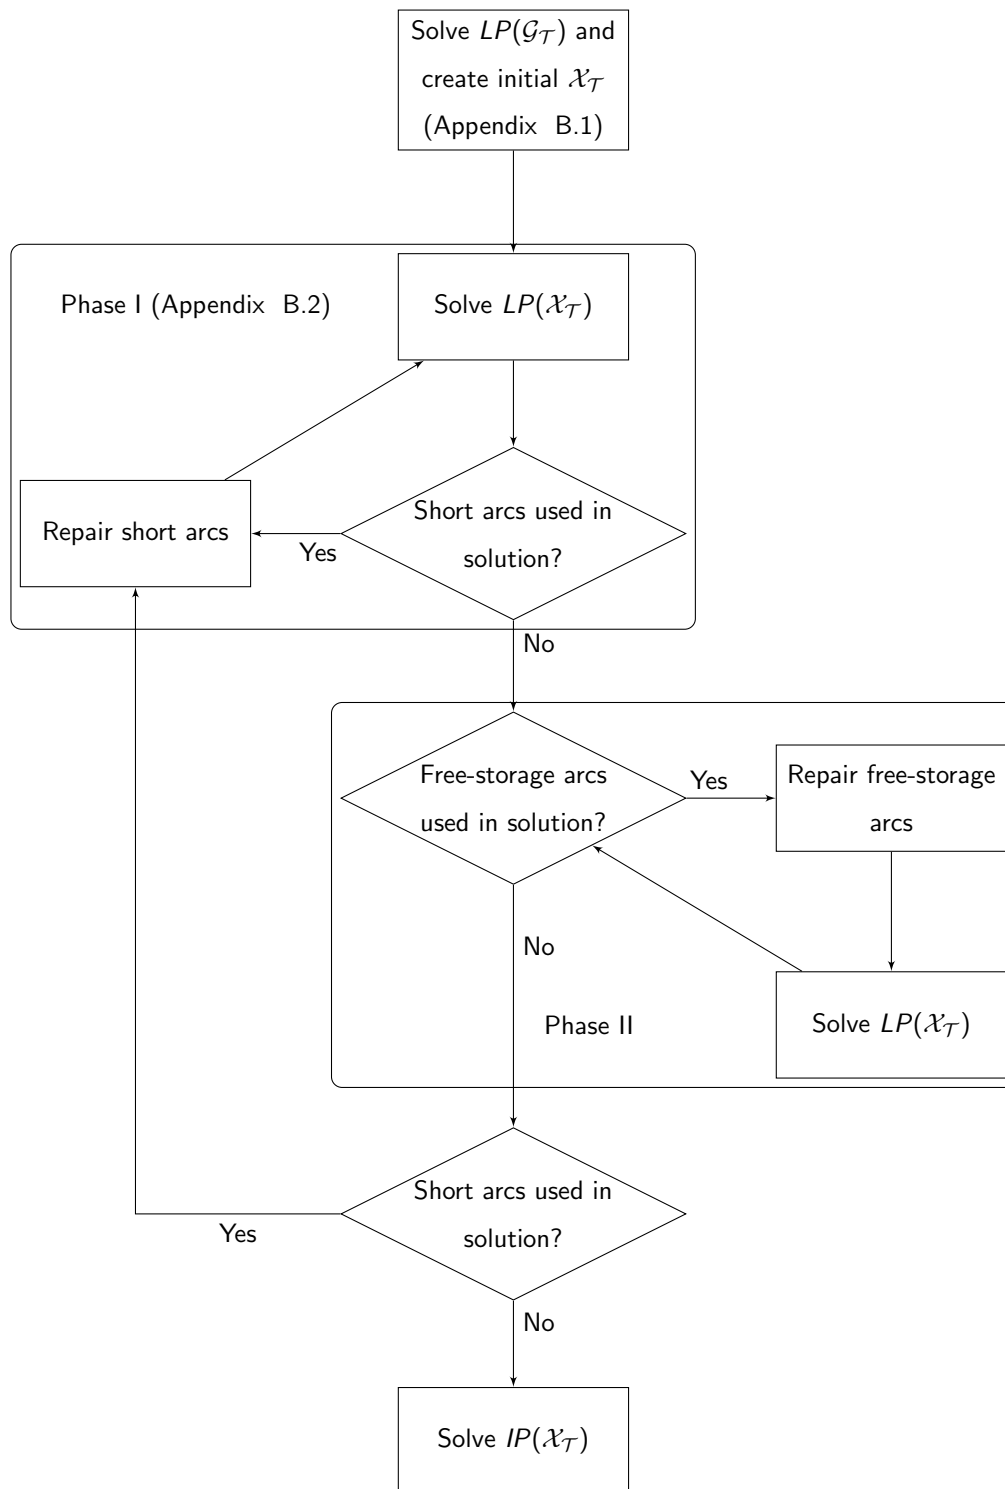 Solve LP(𝒢_𝒯) and
create initial 𝒳_𝒯
(Appendix B.1)
Phase I (Appendix B.2)
Solve LP(𝒳_𝒯)
Repair short arcs
Yes
Short arcs used in
solution?
No
Free-storage arcs
used in solution?
Yes
Repair free-storage
arcs
No
Phase II
Solve LP(𝒳_𝒯)
Short arcs used in
solution?
Yes
No
Solve IP(𝒳_𝒯)